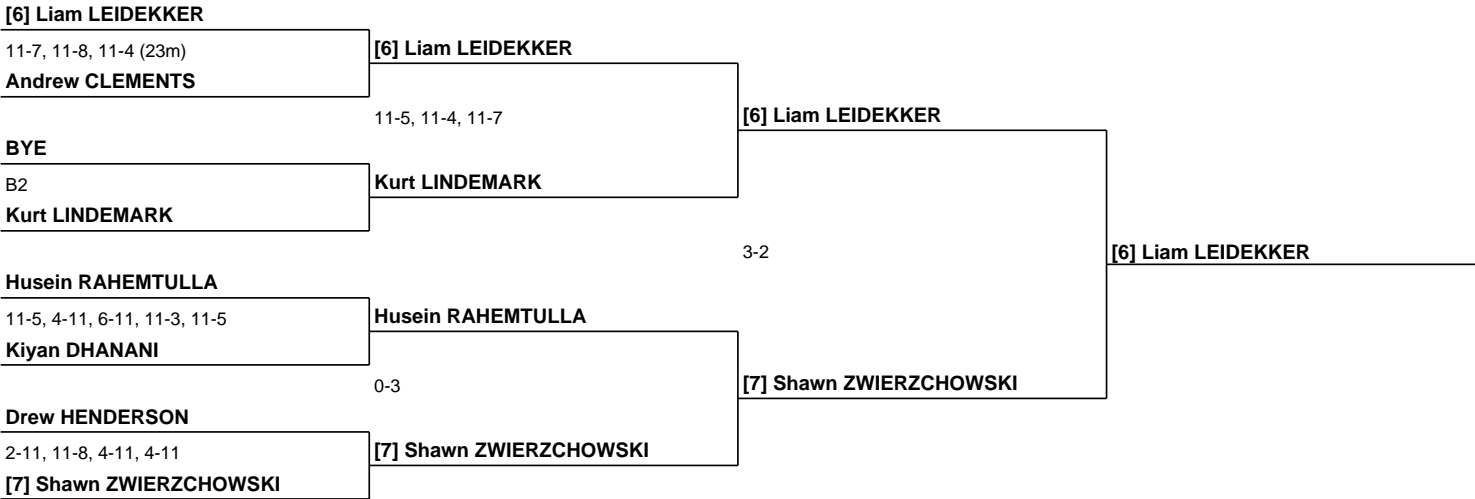 [6] Liam LEIDEKKER
11-7, 11-8, 11-4 (23m)
Andrew CLEMENTS
BYE
B2
Kurt LINDEMARK
Husein RAHEMTULLA
11-5, 4-11, 6-11, 11-3, 11-5
Kiyan DHANANI
Drew HENDERSON
2-11, 11-8, 4-11, 4-11
[7] Shawn ZWIERZCHOWSKI
[6] Liam LEIDEKKER
11-5, 11-4, 11-7
Kurt LINDEMARK
Husein RAHEMTULLA
0-3
[7] Shawn ZWIERZCHOWSKI
[6] Liam LEIDEKKER
3-2
[7] Shawn ZWIERZCHOWSKI
[6] Liam LEIDEKKER